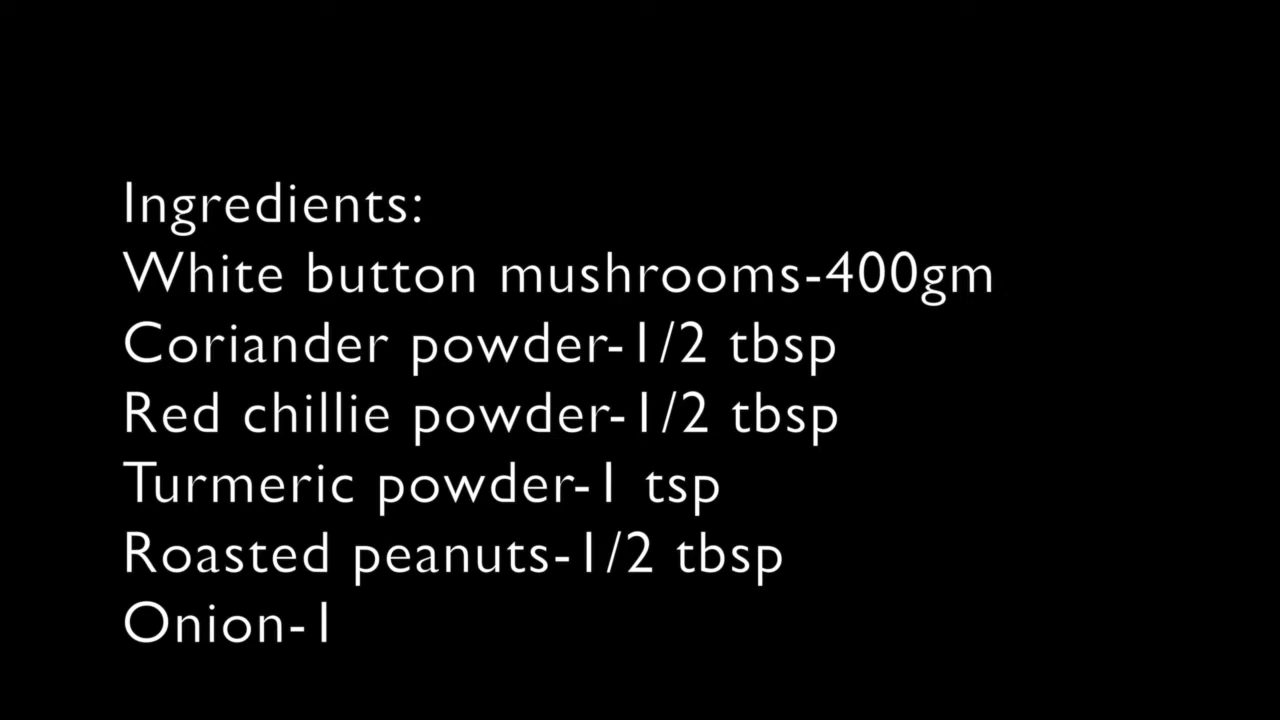 Ingredients:
White button mushrooms-400gm
Coriander powder-1/2 tbsp
Red chillie powder-1/2 tbsp
Turmeric powder-1 tsp
Roasted peanuts-1/2 tbsp
Onion-1